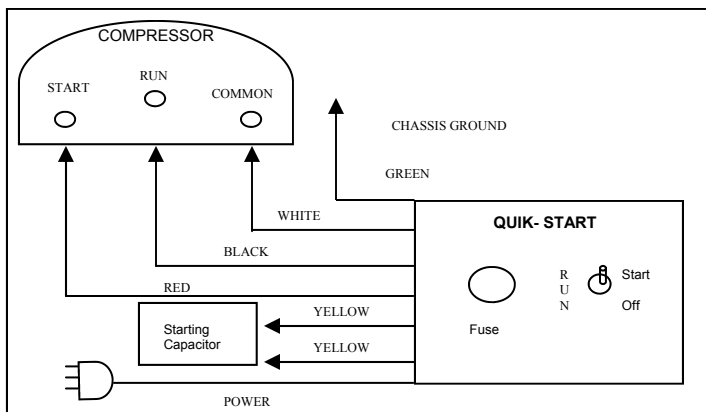 COMPRESSOR
RUN
START
COMMON
CHASSIS GROUND
GREEN
WHITE
QUIK- START
BLACK
RUN
Start
Off
RED
Fuse
YELLOW
Starting
Capacitor
YELLOW
POWER